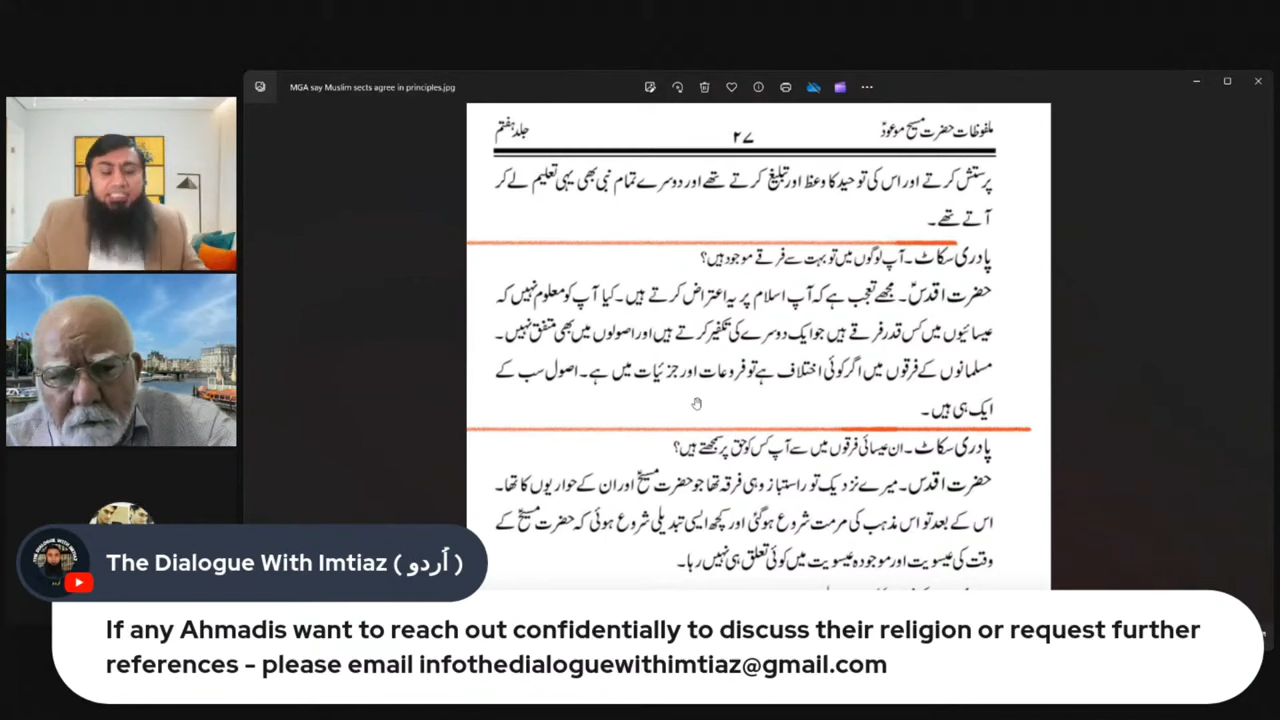 MGA say Muslim sects agree in principles.jpg
ملفوظات حضرت مسیح موعودؑ ۲۷ جلد ہفتم
پرستش کرتے اور اس کی توحید کا وعظ اور تبلیغ کرتے تھے اور دوسرے تمام نبی بھی یہی تعلیم لے کر
آتے تھے۔
پادری سکاٹ۔ آپ لوگوں میں تو بہت سے فرقے موجود ہیں؟
حضرت اقدسؑ۔ مجھے تعجب ہے کہ آپ اسلام پر یہ اعتراض کرتے ہیں۔ کیا آپ کو معلوم نہیں کہ
عیسائیوں میں کس قدر فرقے ہیں جو ایک دوسرے کی تکفیر کرتے ہیں اور اصولوں میں بھی متفق نہیں۔
مسلمانوں کے فرقوں میں اگر کوئی اختلاف ہے تو فروعات اور جزئیات میں ہے۔ اصول سب کے
ایک ہی ہیں۔
پادری سکاٹ۔ ان عیسائی فرقوں میں سے آپ کس کو حق پر سمجھتے ہیں؟
حضرت اقدس۔ میرے نزدیک تو راستباز وہی فرقہ تھا جو حضرت مسیحؑ اور ان کے حواریوں کا تھا۔
اس کے بعد تو اس مذہب کی مرمت شروع ہو گئی اور کچھ ایسی تبدیلی شروع ہوئی کہ حضرت مسیحؑ کے
وقت کی عیسویت اور موجودہ عیسویت میں کوئی تعلق ہی نہیں رہا۔
The Dialogue With Imtiaz ( اُردو )
If any Ahmadis want to reach out confidentially to discuss their religion or request further
references - please email infothedialoguewithimtiaz@gmail.com